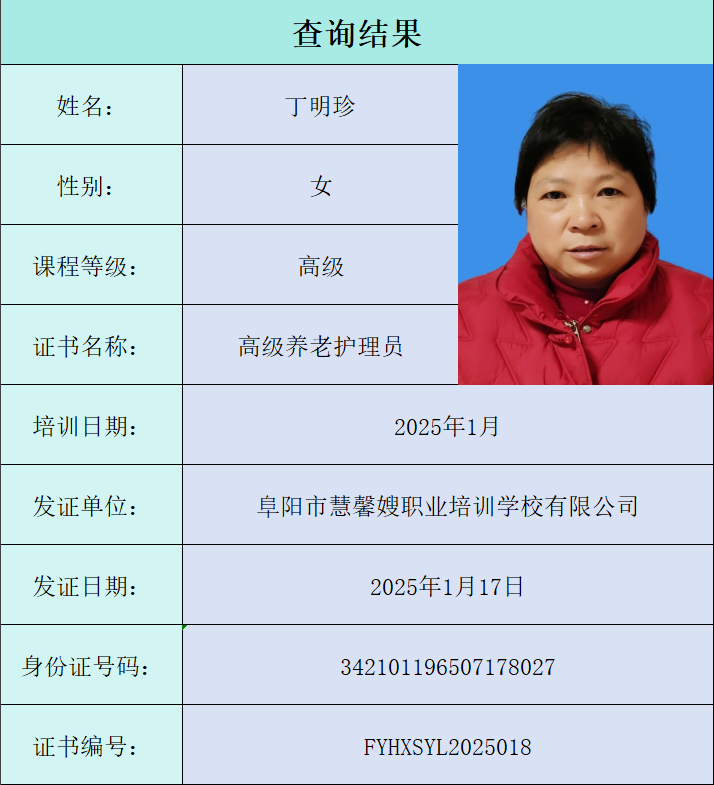 查询结果
姓名： 丁明珍
性别： 女
课程等级： 高级
证书名称： 高级养老护理员
培训日期： 2025年1月
发证单位： 阜阳市慧馨嫂职业培训学校有限公司
发证日期： 2025年1月17日
身份证号码： 342101196507178027
证书编号： FYHXSYL2025018